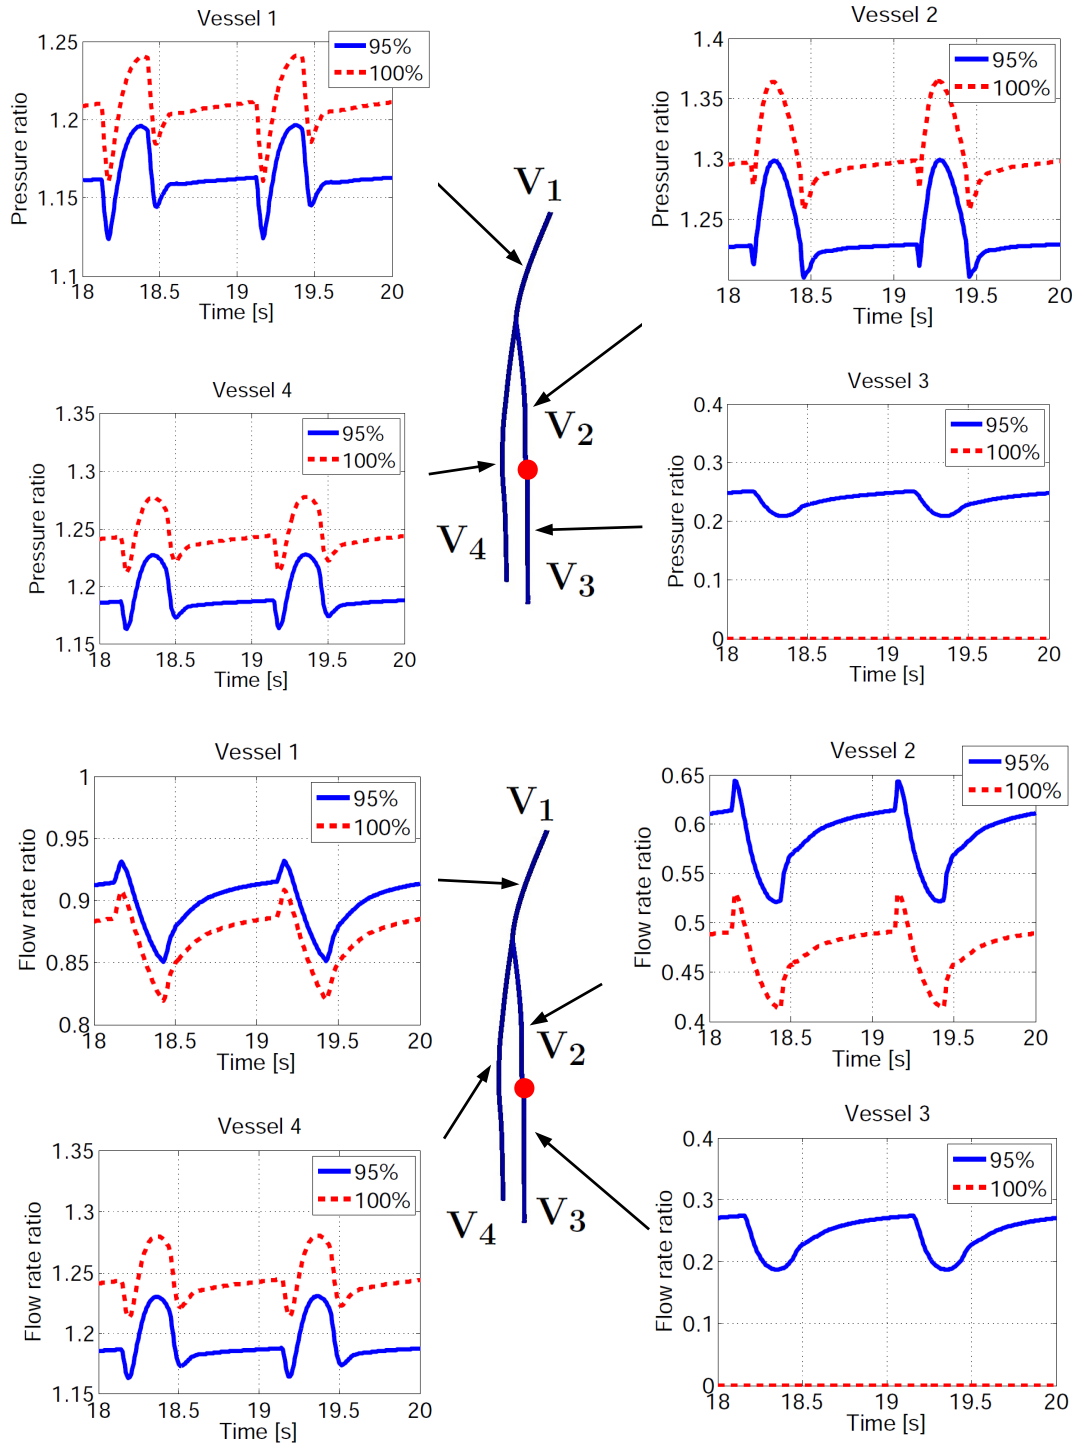 Vessel 1
1.25
1.2
1.15
1.1
Pressure ratio
95%
100%
18 18.5 19 19.5 20
Time [s]
Vessel 2
1.4
1.35
1.3
1.25
Pressure ratio
95%
100%
18 18.5 19 19.5 20
Time [s]
V1
V2
V4
V3
Vessel 4
1.35
1.3
1.25
1.2
1.15
Pressure ratio
95%
100%
18 18.5 19 19.5 20
Time [s]
Vessel 3
0.4
0.3
0.2
0.1
0
Pressure ratio
95%
100%
18 18.5 19 19.5 20
Time [s]
Vessel 1
1
0.95
0.9
0.85
0.8
Flow rate ratio
95%
100%
18 18.5 19 19.5 20
Time [s]
Vessel 2
0.65
0.6
0.55
0.5
0.45
0.4
Flow rate ratio
95%
100%
18 18.5 19 19.5 20
Time [s]
V1
V2
V4
V3
Vessel 4
1.35
1.3
1.25
1.2
1.15
Flow rate ratio
95%
100%
18 18.5 19 19.5 20
Time [s]
Vessel 3
0.4
0.3
0.2
0.1
0
Flow rate ratio
95%
100%
18 18.5 19 19.5 20
Time [s]